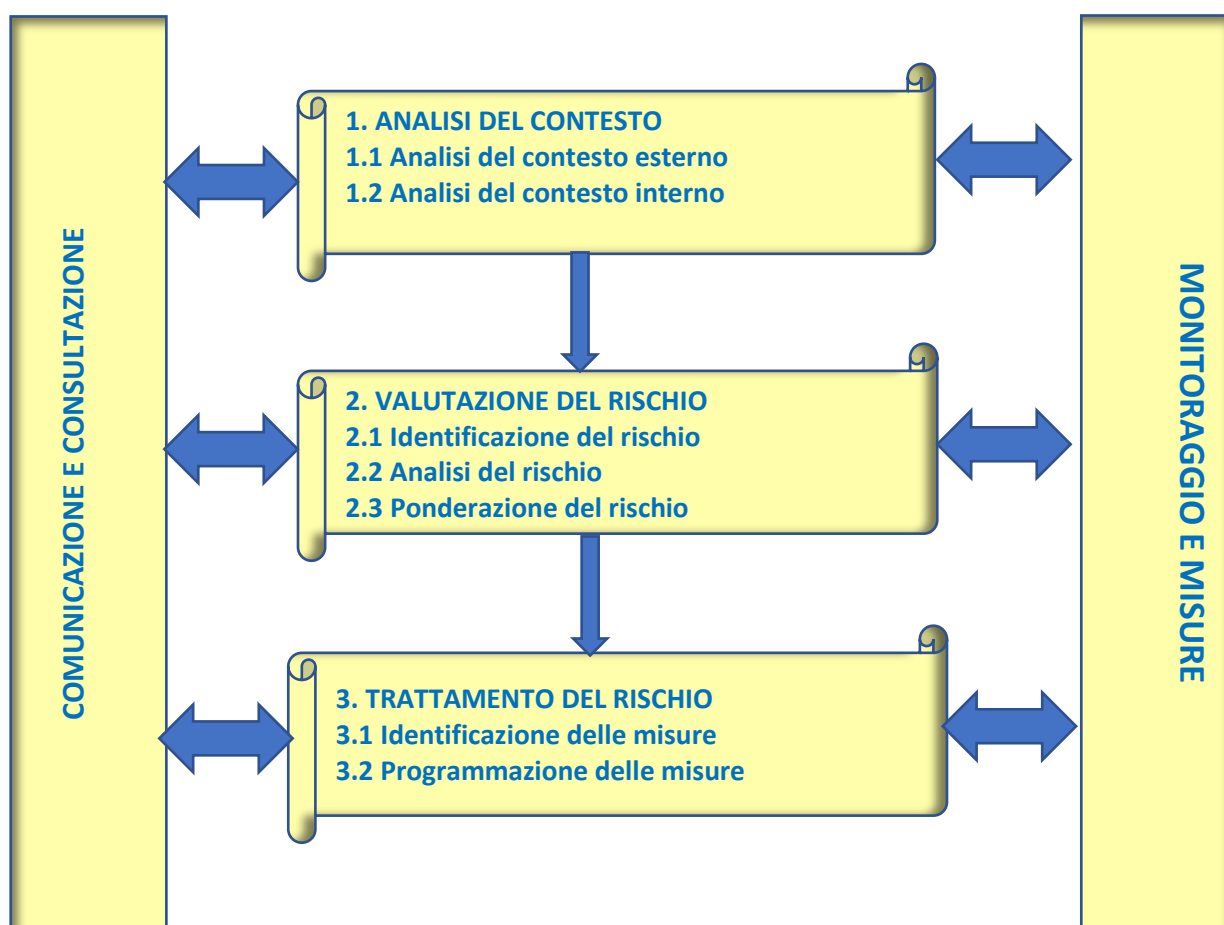 COMUNICAZIONE E CONSULTAZIONE
1. ANALISI DEL CONTESTO
1.1 Analisi del contesto esterno
1.2 Analisi del contesto interno
2. VALUTAZIONE DEL RISCHIO
2.1 Identificazione del rischio
2.2 Analisi del rischio
2.3 Ponderazione del rischio
3. TRATTAMENTO DEL RISCHIO
3.1 Identificazione delle misure
3.2 Programmazione delle misure
MONITORAGGIO E MISURE